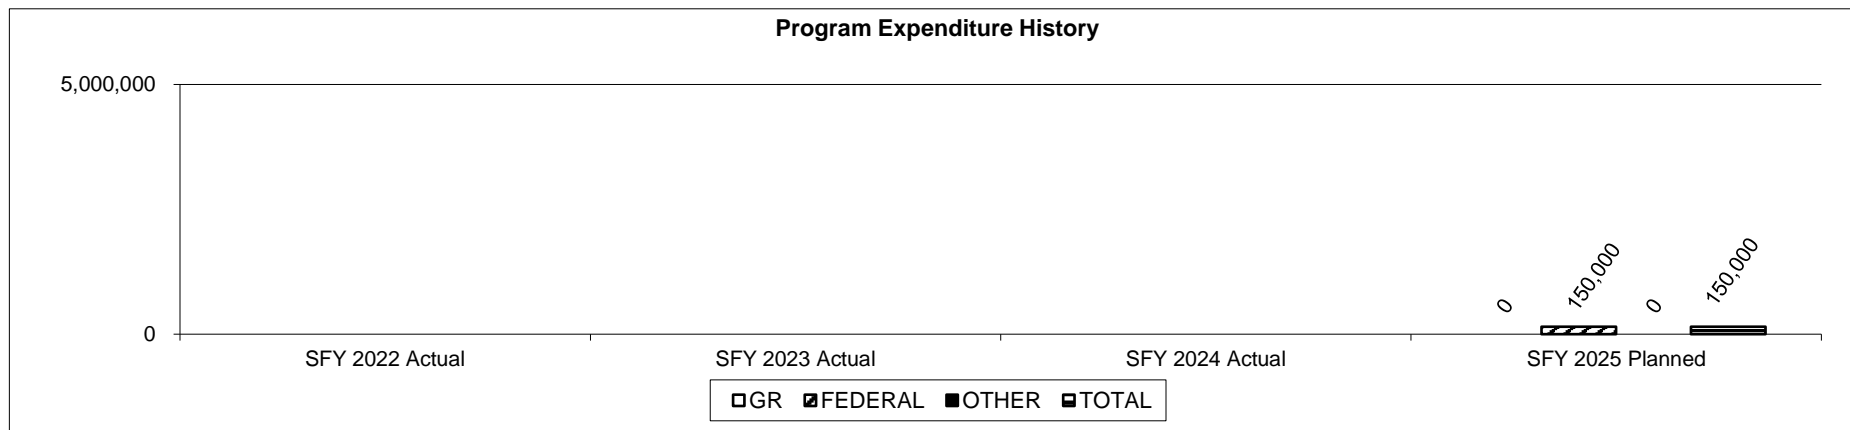 Program Expenditure History
5,000,000
0 150,000 0 150,000
0
SFY 2022 Actual SFY 2023 Actual SFY 2024 Actual SFY 2025 Planned
GR FEDERAL OTHER TOTAL